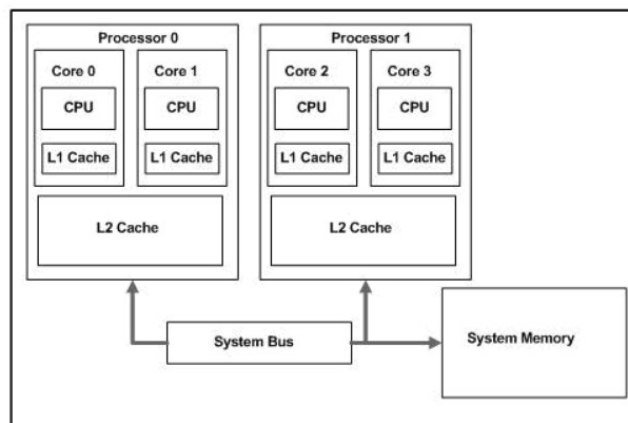 Processor 0
Processor 1
Core 0
Core 1
Core 2
Core 3
CPU
CPU
CPU
CPU
L1 Cache
L1 Cache
L1 Cache
L1 Cache
L2 Cache
L2 Cache
System Bus
System Memory